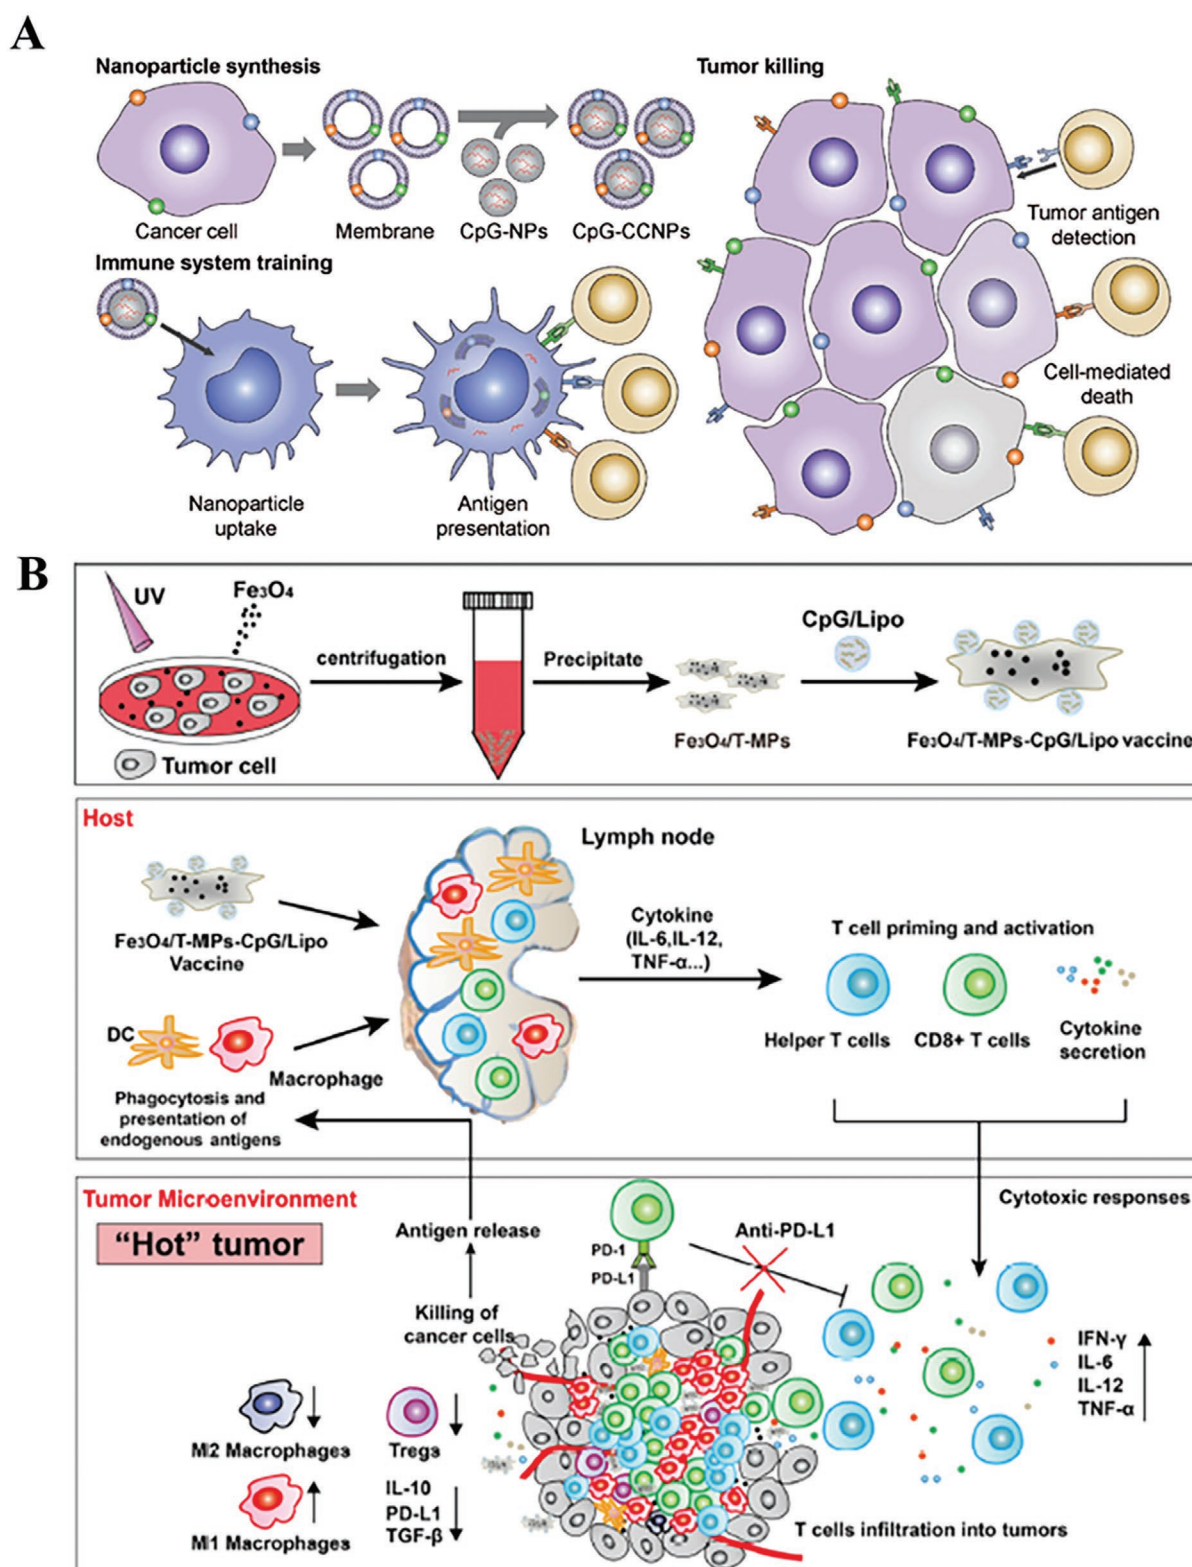 A
Nanoparticle synthesis
Cancer cell
Membrane
CpG-NPs
CpG-CCNPs
Immune system training
Nanoparticle
uptake
Antigen
presentation
Tumor killing
Tumor antigen
detection
Cell-mediated
death
B
UV
Fe₃O₄
Tumor cell
centrifugation
Precipitate
Fe₃O₄/T-MPs
CpG/Lipo
Fe₃O₄/T-MPs-CpG/Lipo vaccine
Host
Fe₃O₄/T-MPs-CpG/Lipo
Vaccine
DC
Macrophage
Phagocytosis and
presentation of
endogenous antigens
Lymph node
Cytokine
(IL-6,IL-12,
TNF-α...)
T cell priming and activation
Helper T cells
CD8+ T cells
Cytokine
secretion
Tumor Microenvironment
"Hot" tumor
Antigen release
Killing of
cancer cells
M2 Macrophages
Tregs
M1 Macrophages
IL-10
PD-L1
TGF-β
PD-1
PD-L1
Anti-PD-L1
Cytotoxic responses
IFN-γ
IL-6
IL-12
TNF-α
T cells infiltration into tumors